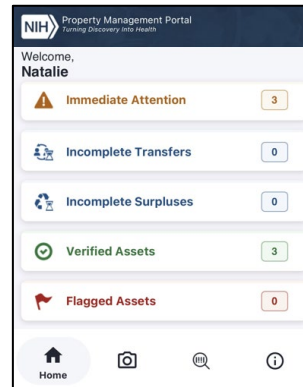 NIH
Property Management Portal
Turning Discovery Into Health
Welcome,
Natalie
Immediate Attention 3
Incomplete Transfers 0
Incomplete Surpluses 0
Verified Assets 3
Flagged Assets 0
Home